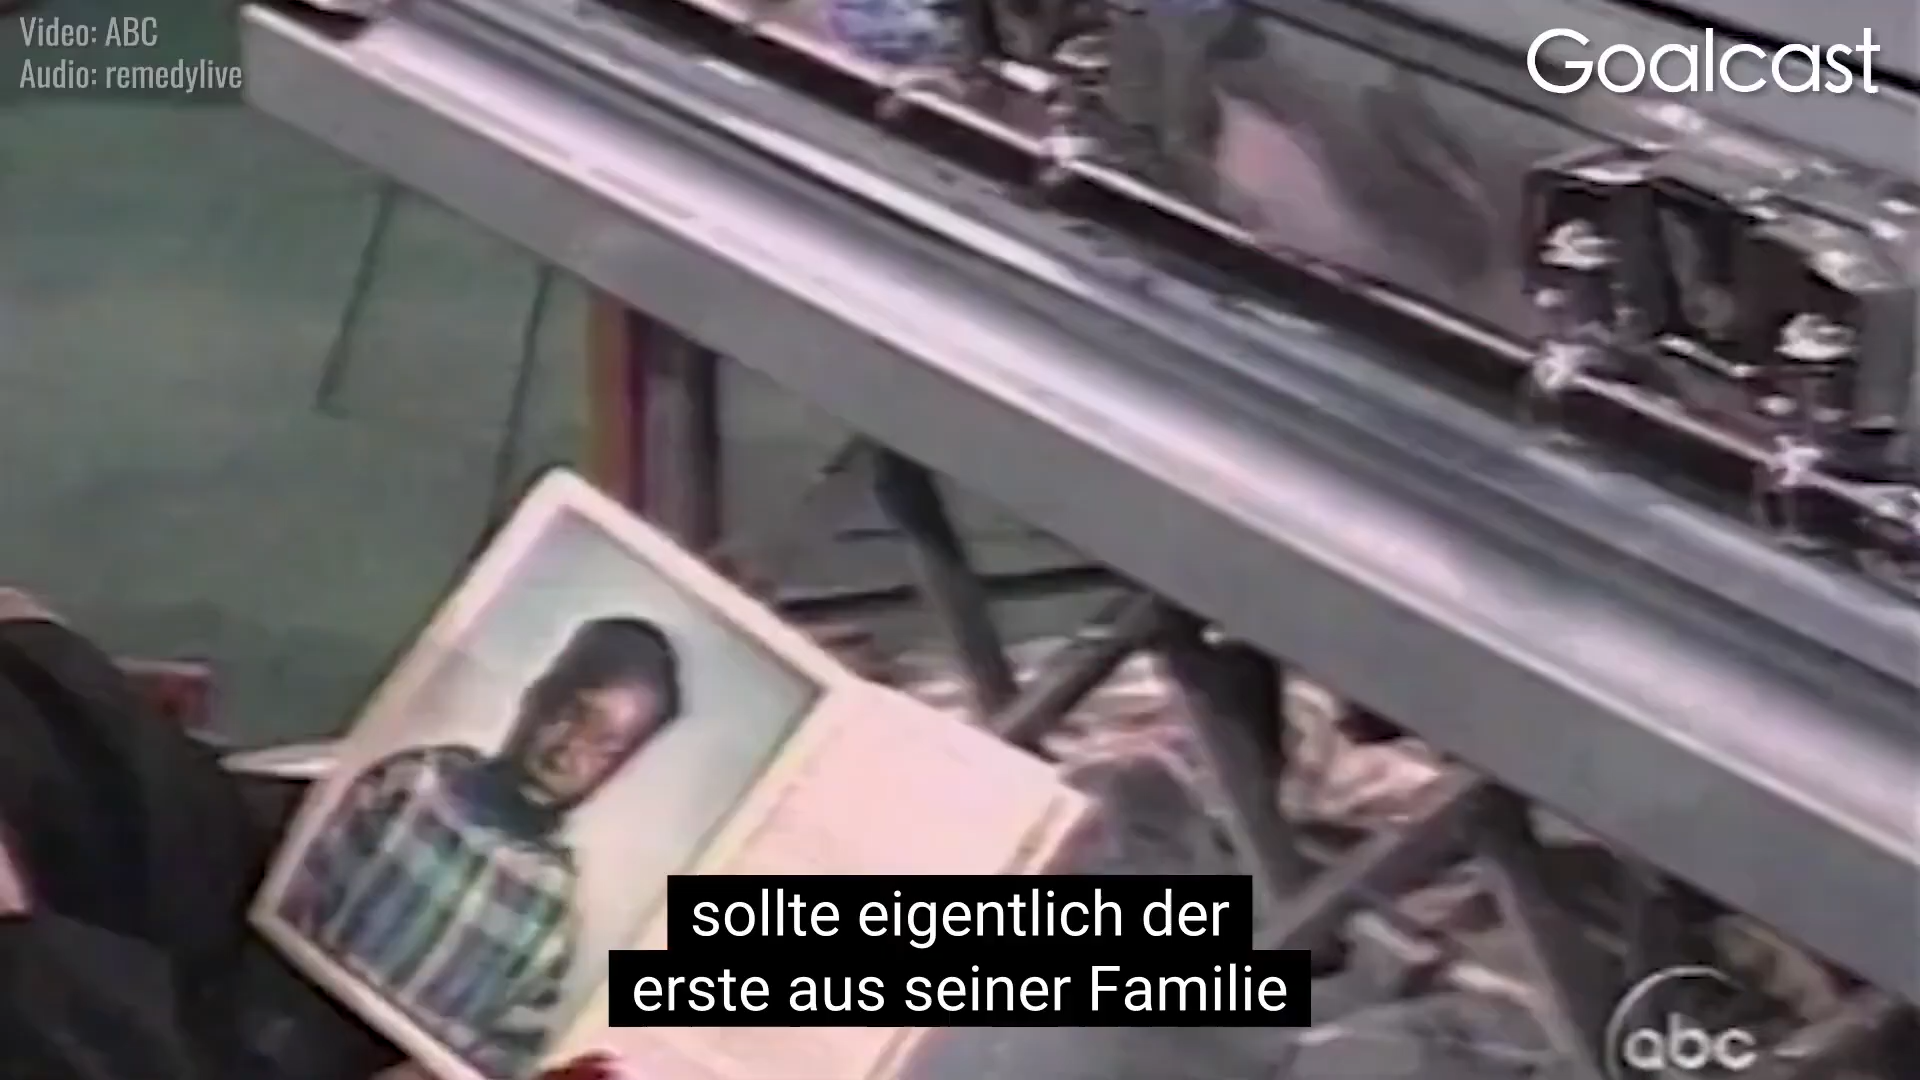 Video: ABC
Audio: remedylive
Goalcast
sollte eigentlich der
erste aus seiner Familie
abc